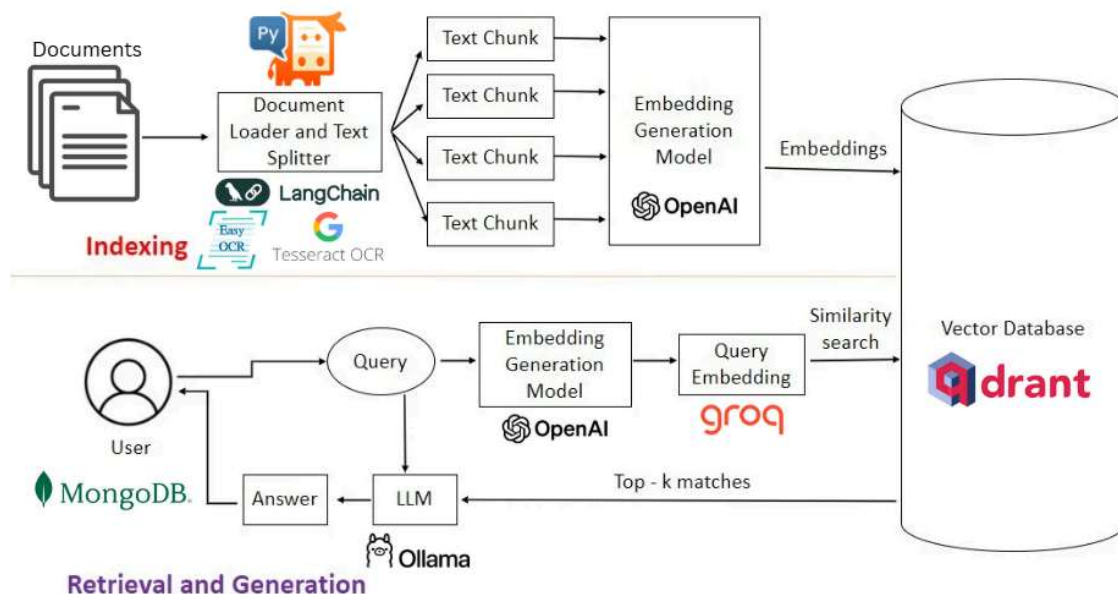 Documents
Py
Document
Loader and Text
Splitter
LangChain
Easy
OCR
Tesseract OCR
Indexing
Text Chunk
Text Chunk
Text Chunk
Text Chunk
Embedding
Generation
Model
OpenAI
Embeddings
Vector Database
qdrant
User
MongoDB.
Query
Embedding
Generation
Model
OpenAI
Query
Embedding
groq
Similarity
search
Top - k matches
LLM
Ollama
Answer
Retrieval and Generation